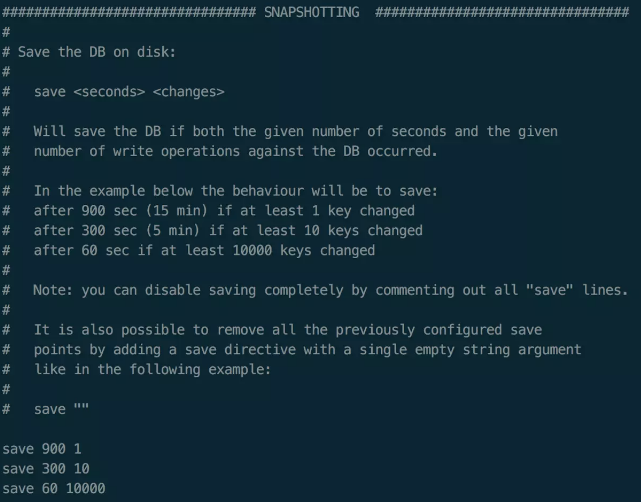 ################################ SNAPSHOTTING  ################################
#
# Save the DB on disk:
#
#   save <seconds> <changes>
#
#   Will save the DB if both the given number of seconds and the given
#   number of write operations against the DB occurred.
#
#   In the example below the behaviour will be to save:
#   after 900 sec (15 min) if at least 1 key changed
#   after 300 sec (5 min) if at least 10 keys changed
#   after 60 sec if at least 10000 keys changed
#
#   Note: you can disable saving completely by commenting out all "save" lines.
#
#   It is also possible to remove all the previously configured save
#   points by adding a save directive with a single empty string argument
#   like in the following example:
#
#   save ""

save 900 1
save 300 10
save 60 10000